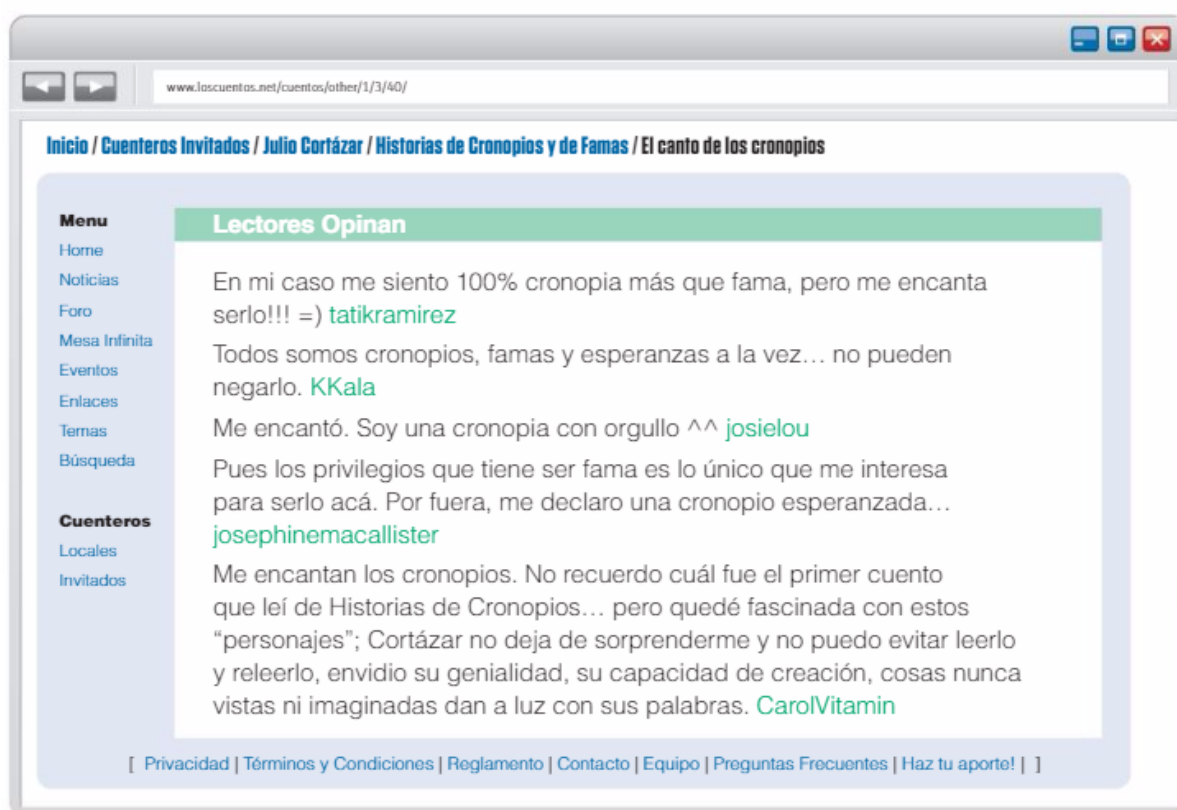 www.loscuentos.net/cuentos/other/1/3/40/
Inicio / Cuenteros Invitados / Julio Cortázar / Historias de Cronopios y de Famas / El canto de los cronopios
Menu
Home
Noticias
Foro
Mesa Infinita
Eventos
Enlaces
Temas
Búsqueda
Cuenteros
Locales
Invitados
Lectores Opinan
En mi caso me siento 100% cronopia más que fama, pero me encanta
serlo!!! =) tatikramirez
Todos somos cronopios, famas y esperanzas a la vez... no pueden
negarlo. KKala
Me encantó. Soy una cronopia con orgullo ^^ josielou
Pues los privilegios que tiene ser fama es lo único que me interesa
para serlo acá. Por fuera, me declaro una cronopio esperanzada...
josephinemacallister
Me encantan los cronopios. No recuerdo cuál fue el primer cuento
que leí de Historias de Cronopios... pero quedé fascinada con estos
“personajes”; Cortázar no deja de sorprenderme y no puedo evitar leerlo
y releerlo, envidio su genialidad, su capacidad de creación, cosas nunca
vistas ni imaginadas dan a luz con sus palabras. CarolVitamin
[ Privacidad | Términos y Condiciones | Reglamento | Contacto | Equipo | Preguntas Frecuentes | Haz tu aporte! | ]